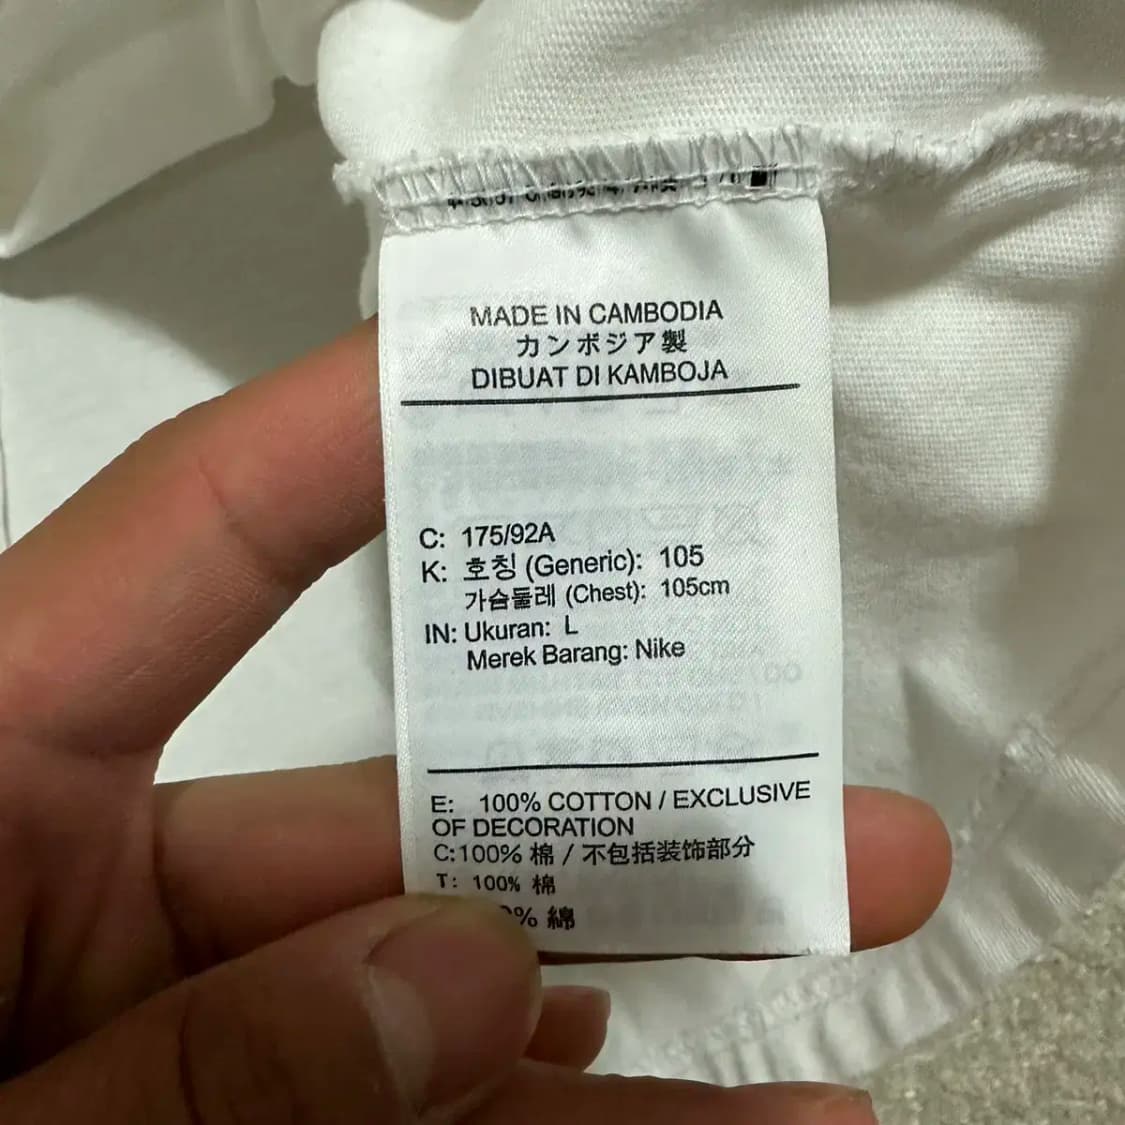 MADE IN CAMBODIA
カンボジア製
DIBUAT DI KAMBOJA
C: 175/92A
K: 호칭 (Generic): 105
가슴둘레 (Chest): 105cm
IN: Ukuran: L
Merek Barang: Nike
E: 100% COTTON / EXCLUSIVE
OF DECORATION
C:100% 棉 / 不包括装饰部分
T: 100% 棉
% 綿